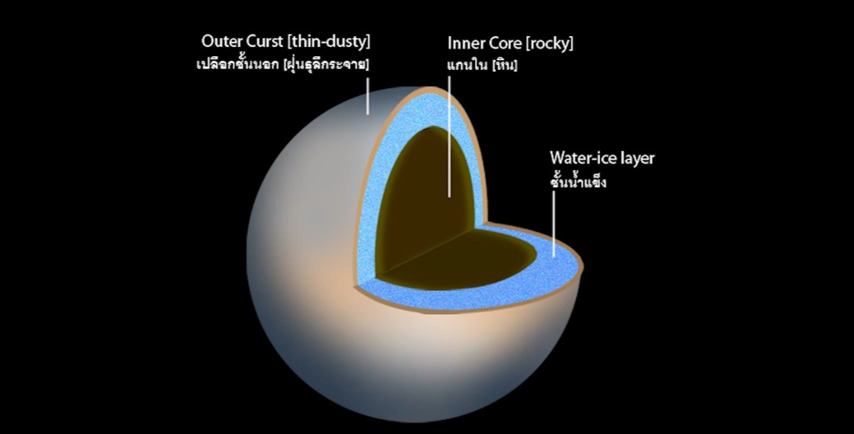 Outer Curst [thin-dusty]
เปลือกชั้นนอก [ฝุ่นธุลีกระจาย]
Inner Core [rocky]
แกนใน [หิน]
Water-ice layer
ชั้นน้ำแข็ง